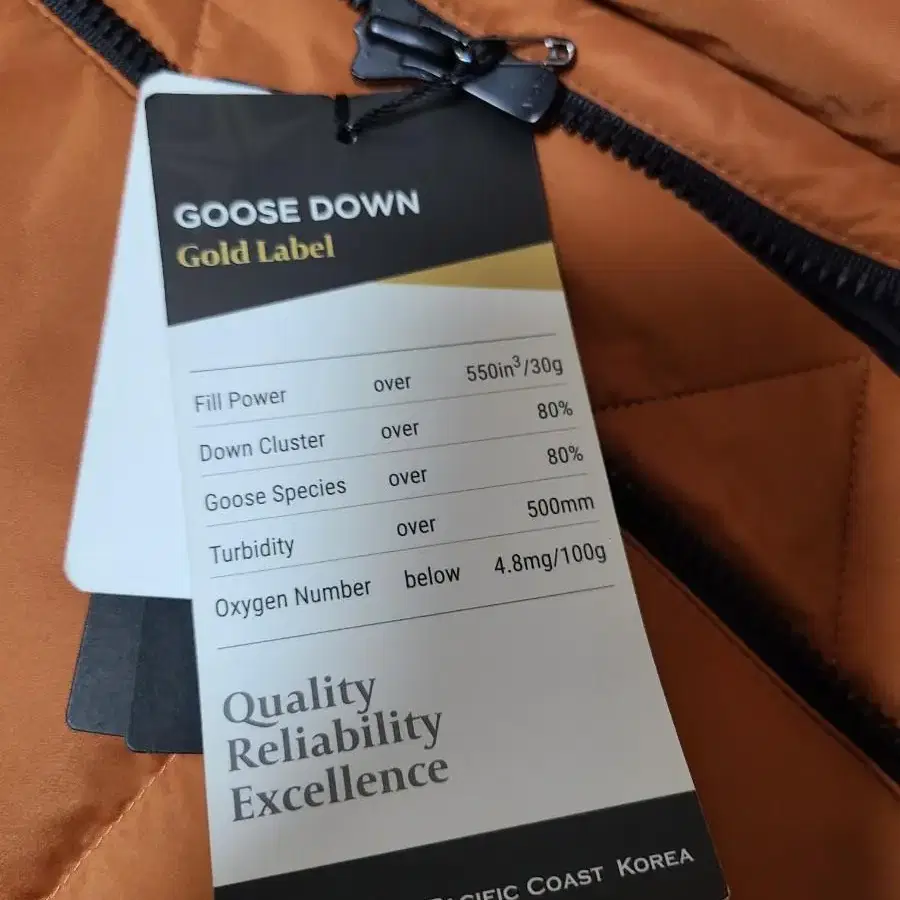 GOOSE DOWN
Gold Label
Fill Power over 550in³/30g
Down Cluster over 80%
Goose Species over 80%
Turbidity over 500mm
Oxygen Number below 4.8mg/100g
Quality
Reliability
Excellence
PACIFIC COAST KOREA